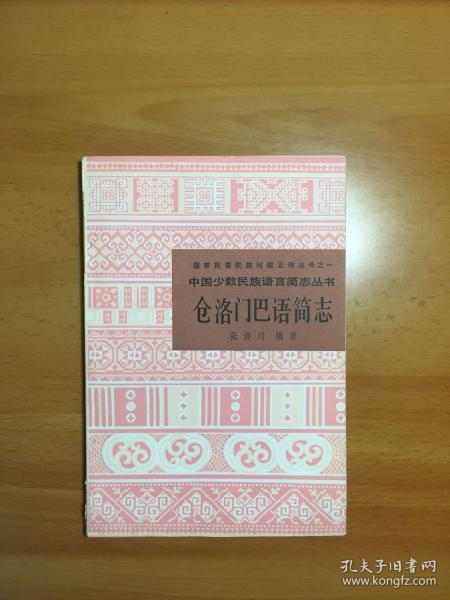 国家民委民族问题五种丛书之一
中国少数民族语言简志丛书
仓洛门巴语简志
张济川 编著
孔夫子旧书网
www.kongfz.com